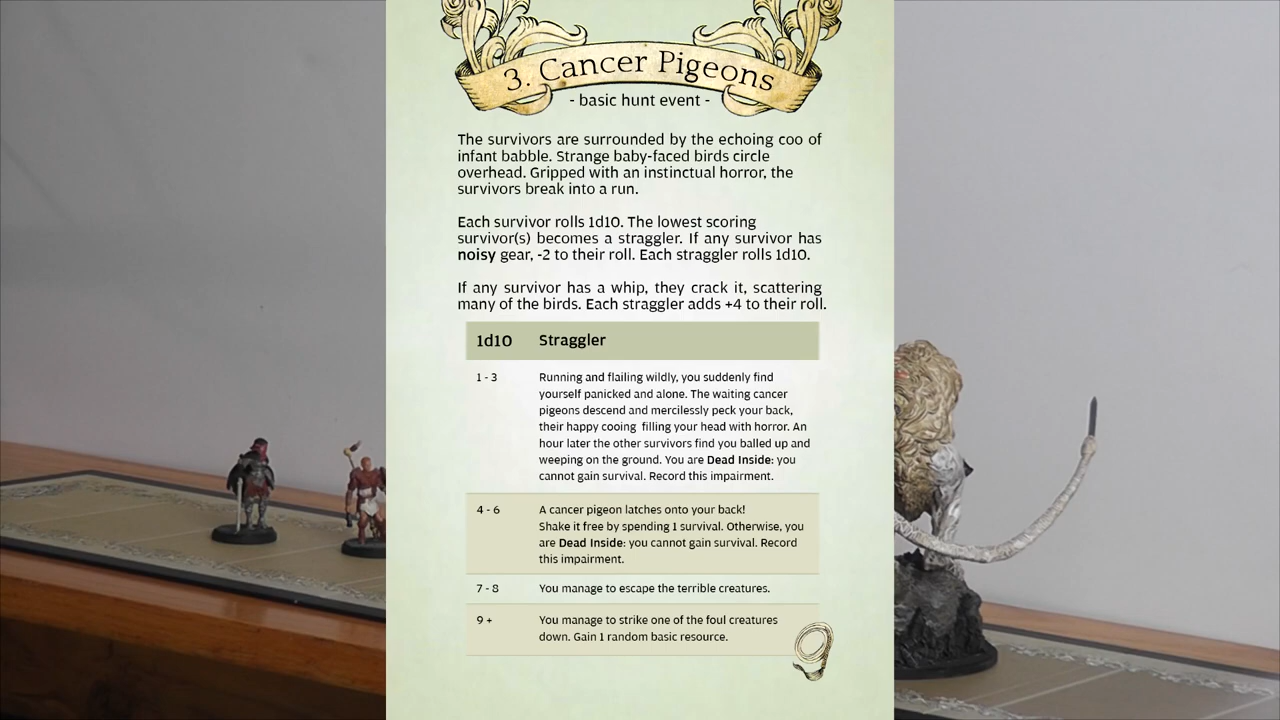 3. Cancer Pigeons
- basic hunt event -
The survivors are surrounded by the echoing coo of
infant babble. Strange baby-faced birds circle
overhead. Gripped with an instinctual horror, the
survivors break into a run.
Each survivor rolls 1d10. The lowest scoring
survivor(s) becomes a straggler. If any survivor has
noisy gear, -2 to their roll. Each straggler rolls 1d10.
If any survivor has a whip, they crack it, scattering
many of the birds. Each straggler adds +4 to their roll.
1d10 Straggler
1 - 3 Running and flailing wildly, you suddenly find
yourself panicked and alone. The waiting cancer
pigeons descend and mercilessly peck your back,
their happy cooing filling your head with horror. An
hour later the other survivors find you balled up and
weeping on the ground. You are Dead Inside: you
cannot gain survival. Record this impairment.
4 - 6 A cancer pigeon latches onto your back!
Shake it free by spending 1 survival. Otherwise, you
are Dead Inside: you cannot gain survival. Record
this impairment.
7 - 8 You manage to escape the terrible creatures.
9 + You manage to strike one of the foul creatures
down. Gain 1 random basic resource.